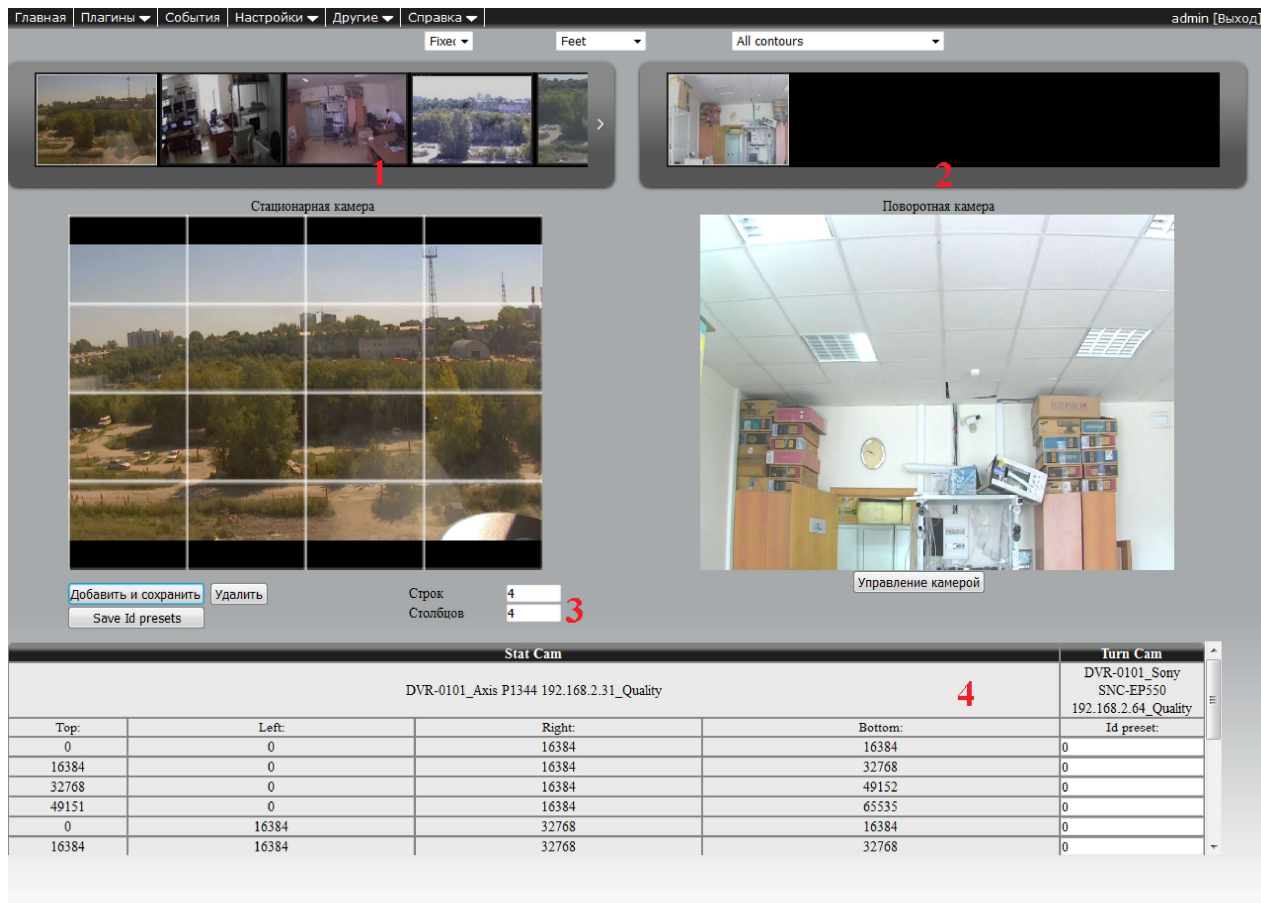 Главная Плагины События Настройки Другие Справка admin [Выход]
Fixec Feet All contours
1 2
Стационарная камера Поворотная камера
Управление камерой
Добавить и сохранить Удалить Строк 4
Save Id presets Столбцов 4 3
Stat Cam Turn Cam
DVR-0101_Axis P1344 192.168.2.31_Quality 4 DVR-0101_Sony
SNC-EP550
192.168.2.64_Quality
Top: Left: Right: Bottom: Id preset:
0 0 16384 16384 0
16384 0 16384 32768 0
32768 0 16384 49152 0
49151 0 16384 65535 0
0 16384 32768 16384 0
16384 16384 32768 32768 0